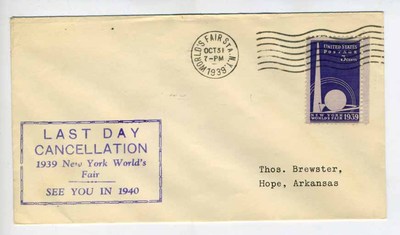 WORLD'S FAIR STA. N.Y.
OCT 31
7-PM
1939
UNITED STATES
POSTAGE
NEW YORK
WORLD'S FAIR 1939
LAST DAY
CANCELLATION
1939 New York World's
Fair
SEE YOU IN 1940
Thos. Brewster,
Hope, Arkansas